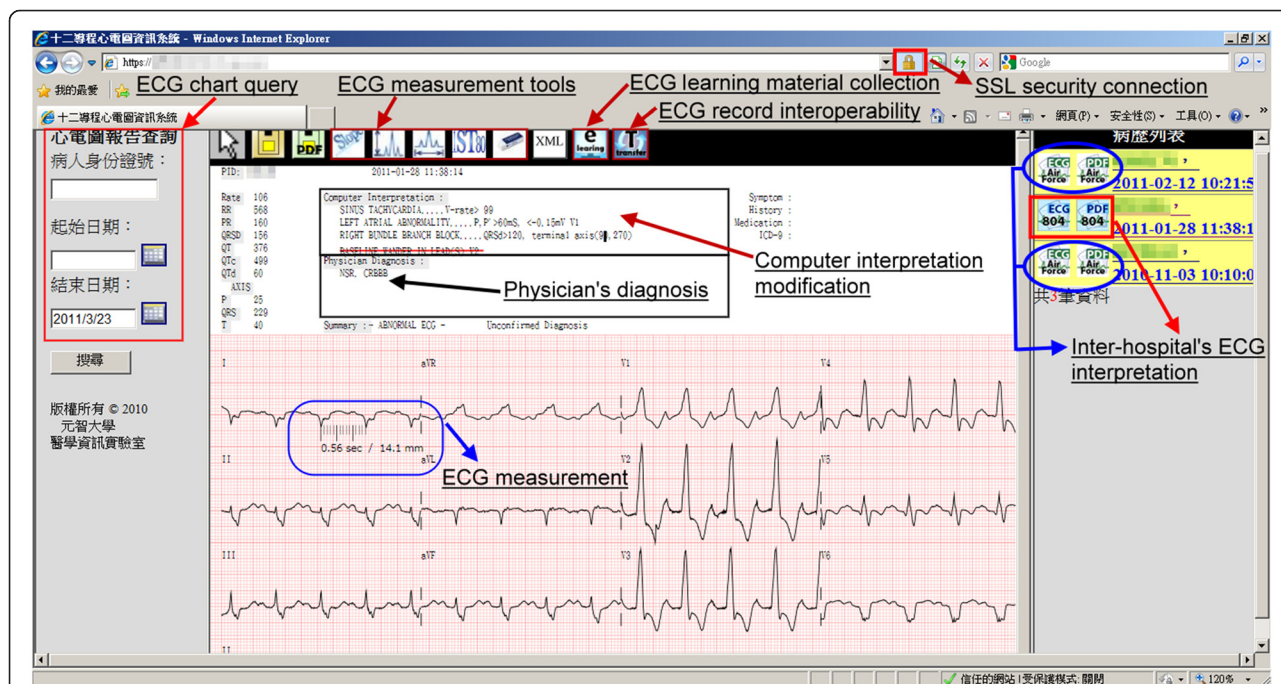 十二導程心電圖資訊系統 - Windows Internet Explorer
https://
Google
我的最愛
ECG chart query
ECG measurement tools
ECG learning material collection
SSL security connection
ECG record interoperability
十二導程心電圖資訊系統
網頁(P)
安全性(S)
工具(O)
心電圖報告查詢
病人身份證號：
起始日期：
結束日期：
2011/3/23
搜尋
版權所有 © 2010
元智大學
醫學資訊實驗室
PDF
XML
e
learing
T
transfer
PID:
2011-01-28 11:38:14
Rate 106
RR 568
PR 160
QRSD 156
QT 376
QTc 499
QTd 60
AXIS
P 25
QRS 229
T 40
Computer Interpretation :
SINUS TACHYCARDIA.....V-rate> 99
LEFT ATRIAL ABNORMALITY.....P,P'>60mS, <-0.15mV V1
RIGHT BUNDLE BRANCH BLOCK....QRSd>120, terminal axis(90,270)
BASELINE WANDER IN LEAD(S) V2
Physician Diagnosis :
NSR. CRBBB
Summary :- ABNORMAL ECG -
Unconfirmed Diagnosis
Symptom :
History :
Medication :
ICD-9 :
Computer interpretation
modification
Physician's diagnosis
病歷列表
ECG
Air
Force
PDF
Air
Force
2011-02-12 10:21:5
ECG
804
PDF
804
2011-01-28 11:38:1
ECG
Air
Force
PDF
Air
Force
2010-11-03 10:10:0
共3筆資料
Inter-hospital's ECG
interpretation
I
aVR
V1
V4
0.56 sec / 14.1 mm
ECG measurement
II
aVL
V2
V5
III
aVF
V3
V6
II
信任的網站 | 受保護模式: 關閉
120%